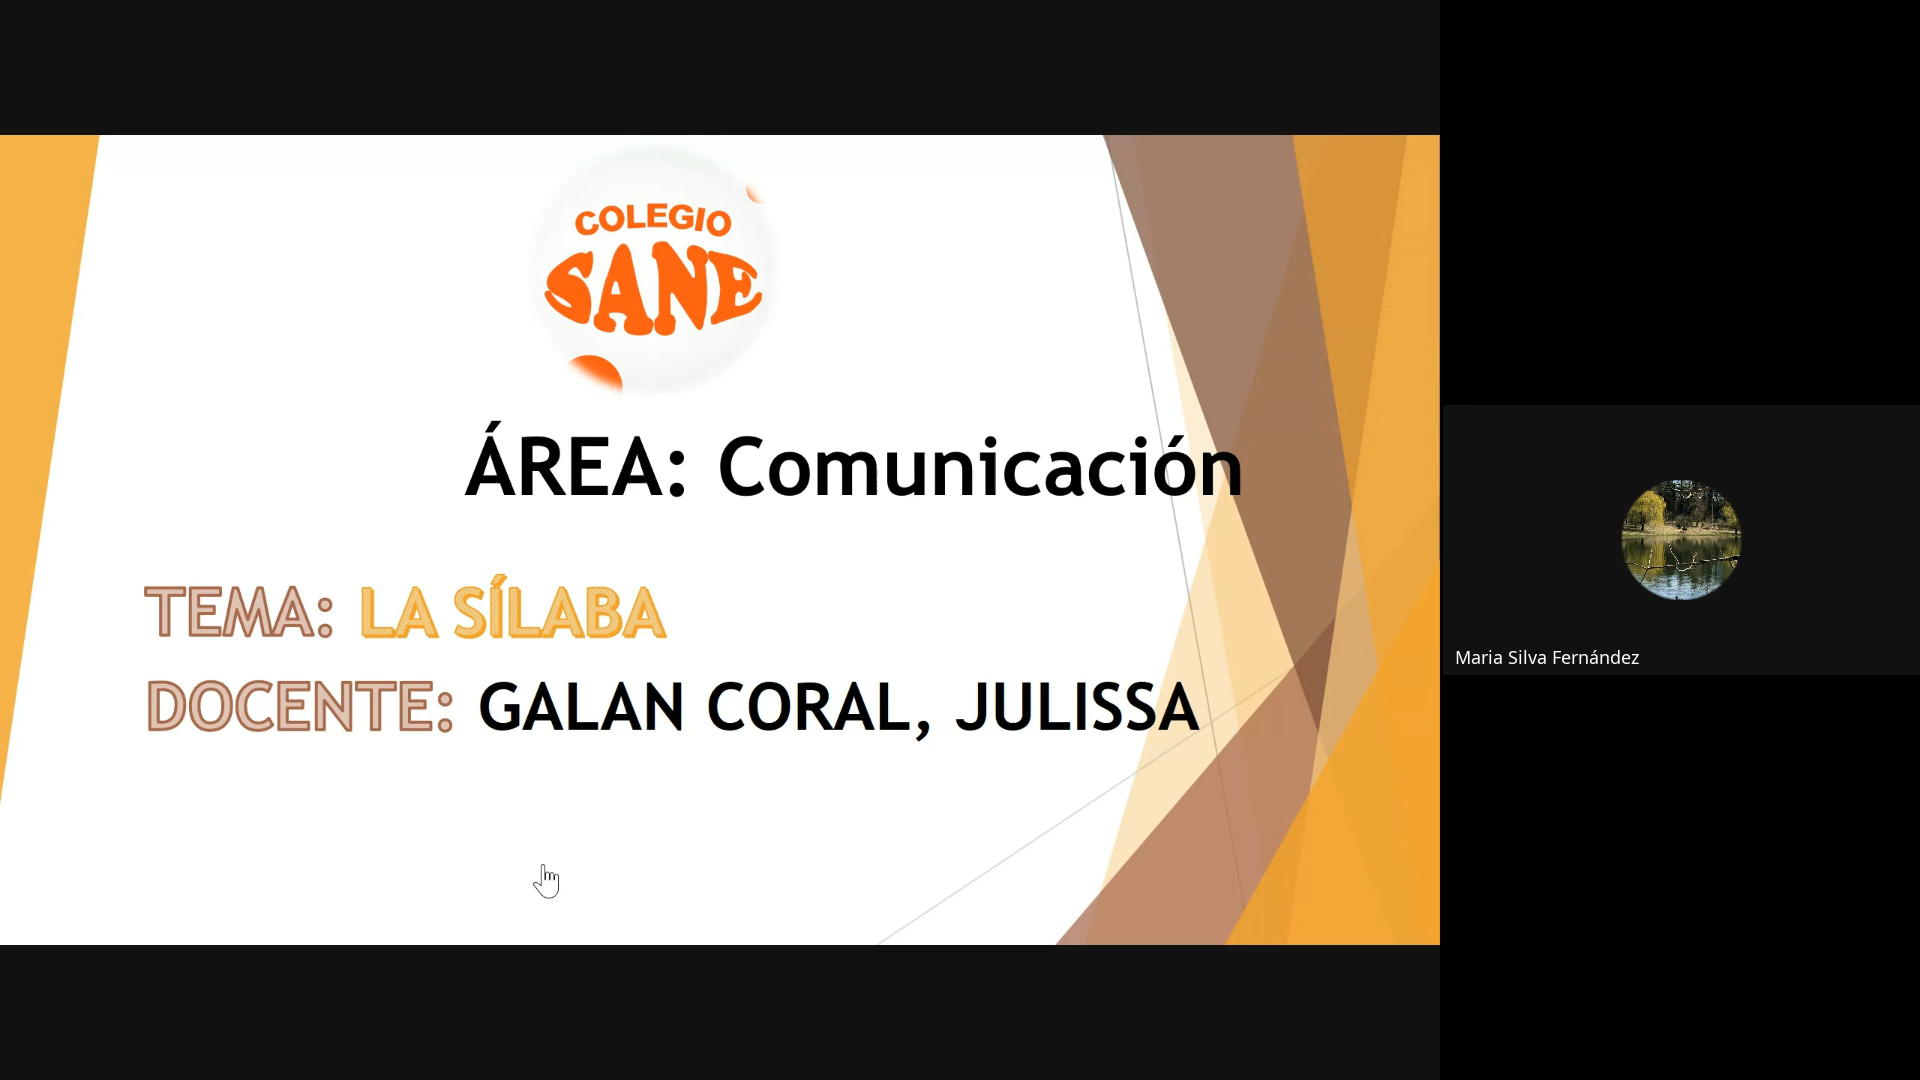 COLEGIO
SANE
ÁREA: Comunicación
TEMA: LA SÍLABA
DOCENTE: GALAN CORAL, JULISSA
Maria Silva Fernández